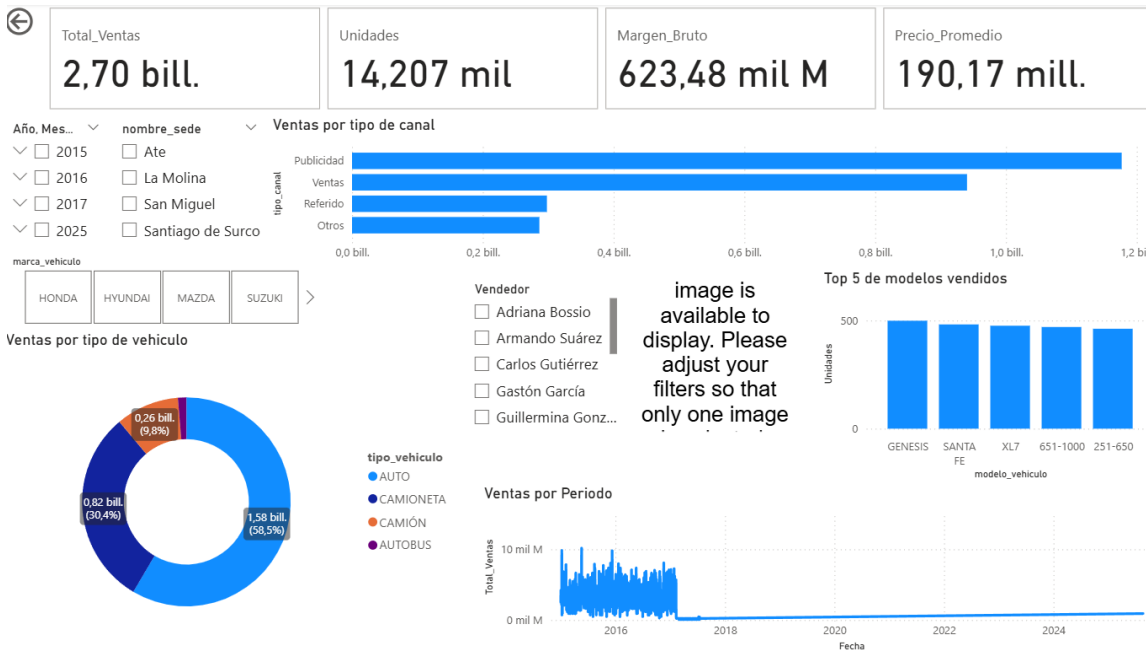 Total_Ventas
2,70 bill.
Unidades
14,207 mil
Margen_Bruto
623,48 mil M
Precio_Promedio
190,17 mill.
Año, Mes...
2015
2016
2017
2025
nombre_sede
Ate
La Molina
San Miguel
Santiago de Surco
Ventas por tipo de canal
tipo_canal
Publicidad
Ventas
Referido
Otros
0,0 bill.
0,2 bill.
0,4 bill.
0,6 bill.
0,8 bill.
1,0 bill.
1,2 bi
marca_vehiculo
HONDA
HYUNDAI
MAZDA
SUZUKI
Ventas por tipo de vehiculo
0,26 bill.
(9,8%)
0,82 bill.
(30,4%)
1,58 bill.
(58,5%)
tipo_vehiculo
AUTO
CAMIONETA
CAMIÓN
AUTOBUS
Vendedor
Adriana Bossio
Armando Suárez
Carlos Gutiérrez
Gastón García
Guillermina Gonz...
image is
available to
display. Please
adjust your
filters so that
only one image
Top 5 de modelos vendidos
Unidades
500
0
GENESIS
SANTA
FE
XL7
651-1000
251-650
modelo_vehiculo
Ventas por Periodo
Total_Ventas
10 mil M
0 mil M
2016
2018
2020
2022
2024
Fecha